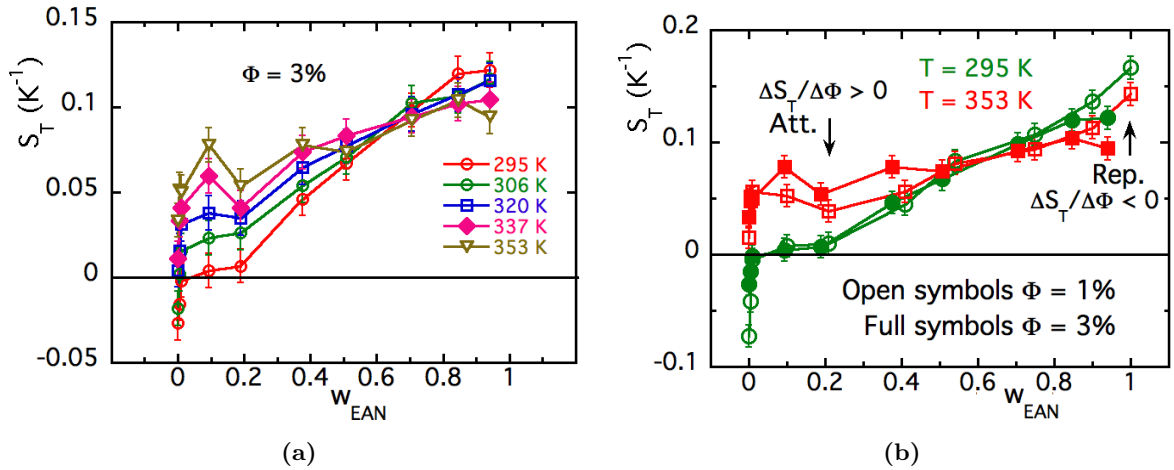 0.15
0.1
0.05
0
-0.05
S_T (K⁻¹)
Φ = 3%
295 K
306 K
320 K
337 K
353 K
0 0.2 0.4 0.6 0.8 1
w_EAN
(a)
0.2
0.1
0
-0.1
S_T (K⁻¹)
T = 295 K
T = 353 K
ΔS_T/ΔΦ > 0
Att.
Rep.
ΔS_T/ΔΦ < 0
Open symbols Φ = 1%
Full symbols Φ = 3%
0 0.2 0.4 0.6 0.8 1
w_EAN
(b)